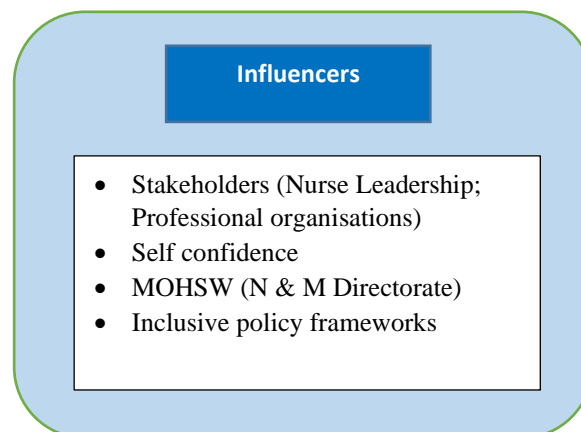 Influencers
• Stakeholders (Nurse Leadership;
Professional organisations)
• Self confidence
• MOHSW (N & M Directorate)
• Inclusive policy frameworks